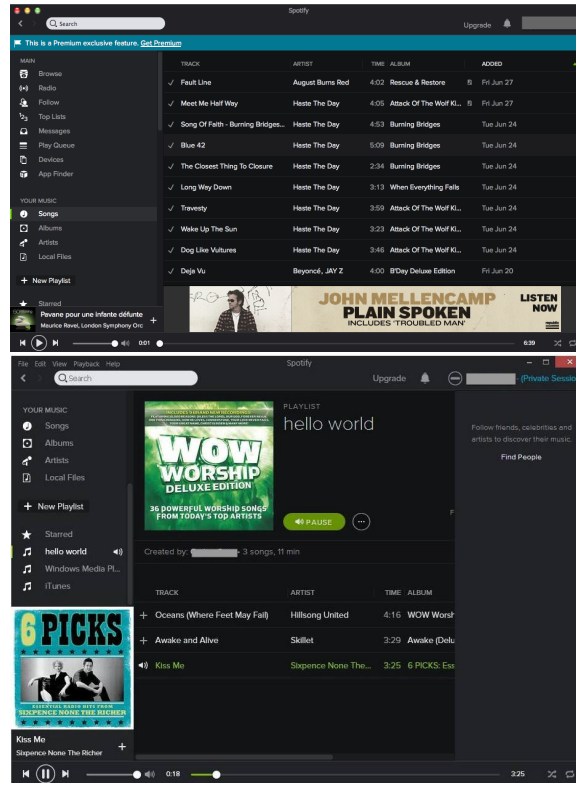 Spotify
Search
Upgrade
This is a Premium exclusive feature. Get Premium
MAIN
Browse
Radio
Follow
Top Lists
Messages
Play Queue
Devices
App Finder
YOUR MUSIC
Songs
Albums
Artists
Local Files
+ New Playlist
Starred
TRACK ARTIST TIME ALBUM ADDED
Fault Line August Burns Red 4:02 Rescue & Restore Fri Jun 27
Meet Me Half Way Haste The Day 4:05 Attack Of The Wolf Ki... Fri Jun 27
Song Of Faith - Burning Bridges... Haste The Day 4:53 Burning Bridges Tue Jun 24
Blue 42 Haste The Day 5:09 Burning Bridges Tue Jun 24
The Closest Thing To Closure Haste The Day 2:34 Burning Bridges Tue Jun 24
Long Way Down Haste The Day 3:13 When Everything Falls Tue Jun 24
Travesty Haste The Day 3:59 Attack Of The Wolf Ki... Tue Jun 24
Wake Up The Sun Haste The Day 3:23 Attack Of The Wolf Ki... Tue Jun 24
Dog Like Vultures Haste The Day 3:46 Attack Of The Wolf Ki... Tue Jun 24
Deja Vu Beyoncé, JAY Z 4:00 B'Day Deluxe Edition Fri Jun 20
Pavane pour une infante défunte
Maurice Ravel, London Symphony Orc
JOHN MELLENCAMP
PLAIN SPOKEN
INCLUDES 'TROUBLED MAN'
LISTEN
NOW
0:01 6:39
File Edit View Playback Help
Spotify
Search
Upgrade
(Private Sessio
YOUR MUSIC
Songs
Albums
Artists
Local Files
+ New Playlist
Starred
hello world
Windows Media Pl...
iTunes
WOW
WORSHIP
DELUXE EDITION
36 POWERFUL WORSHIP SONGS
FROM TODAY'S TOP ARTISTS
PLAYLIST
hello world
PAUSE
F
Created by: 3 songs, 11 min
TRACK ARTIST TIME ALBUM
Oceans (Where Feet May Fail) Hillsong United 4:16 WOW Worsh
Awake and Alive Skillet 3:29 Awake (Delu
Kiss Me Sixpence None The... 3:25 6 PICKS: Ess
Follow friends, celebrities and
artists to discover their music.
Find People
6 PICKS
ESSENTIAL RADIO HITS FROM
SIXPENCE NONE THE RICHER
Kiss Me
Sixpence None The Richer
0:18 3:25